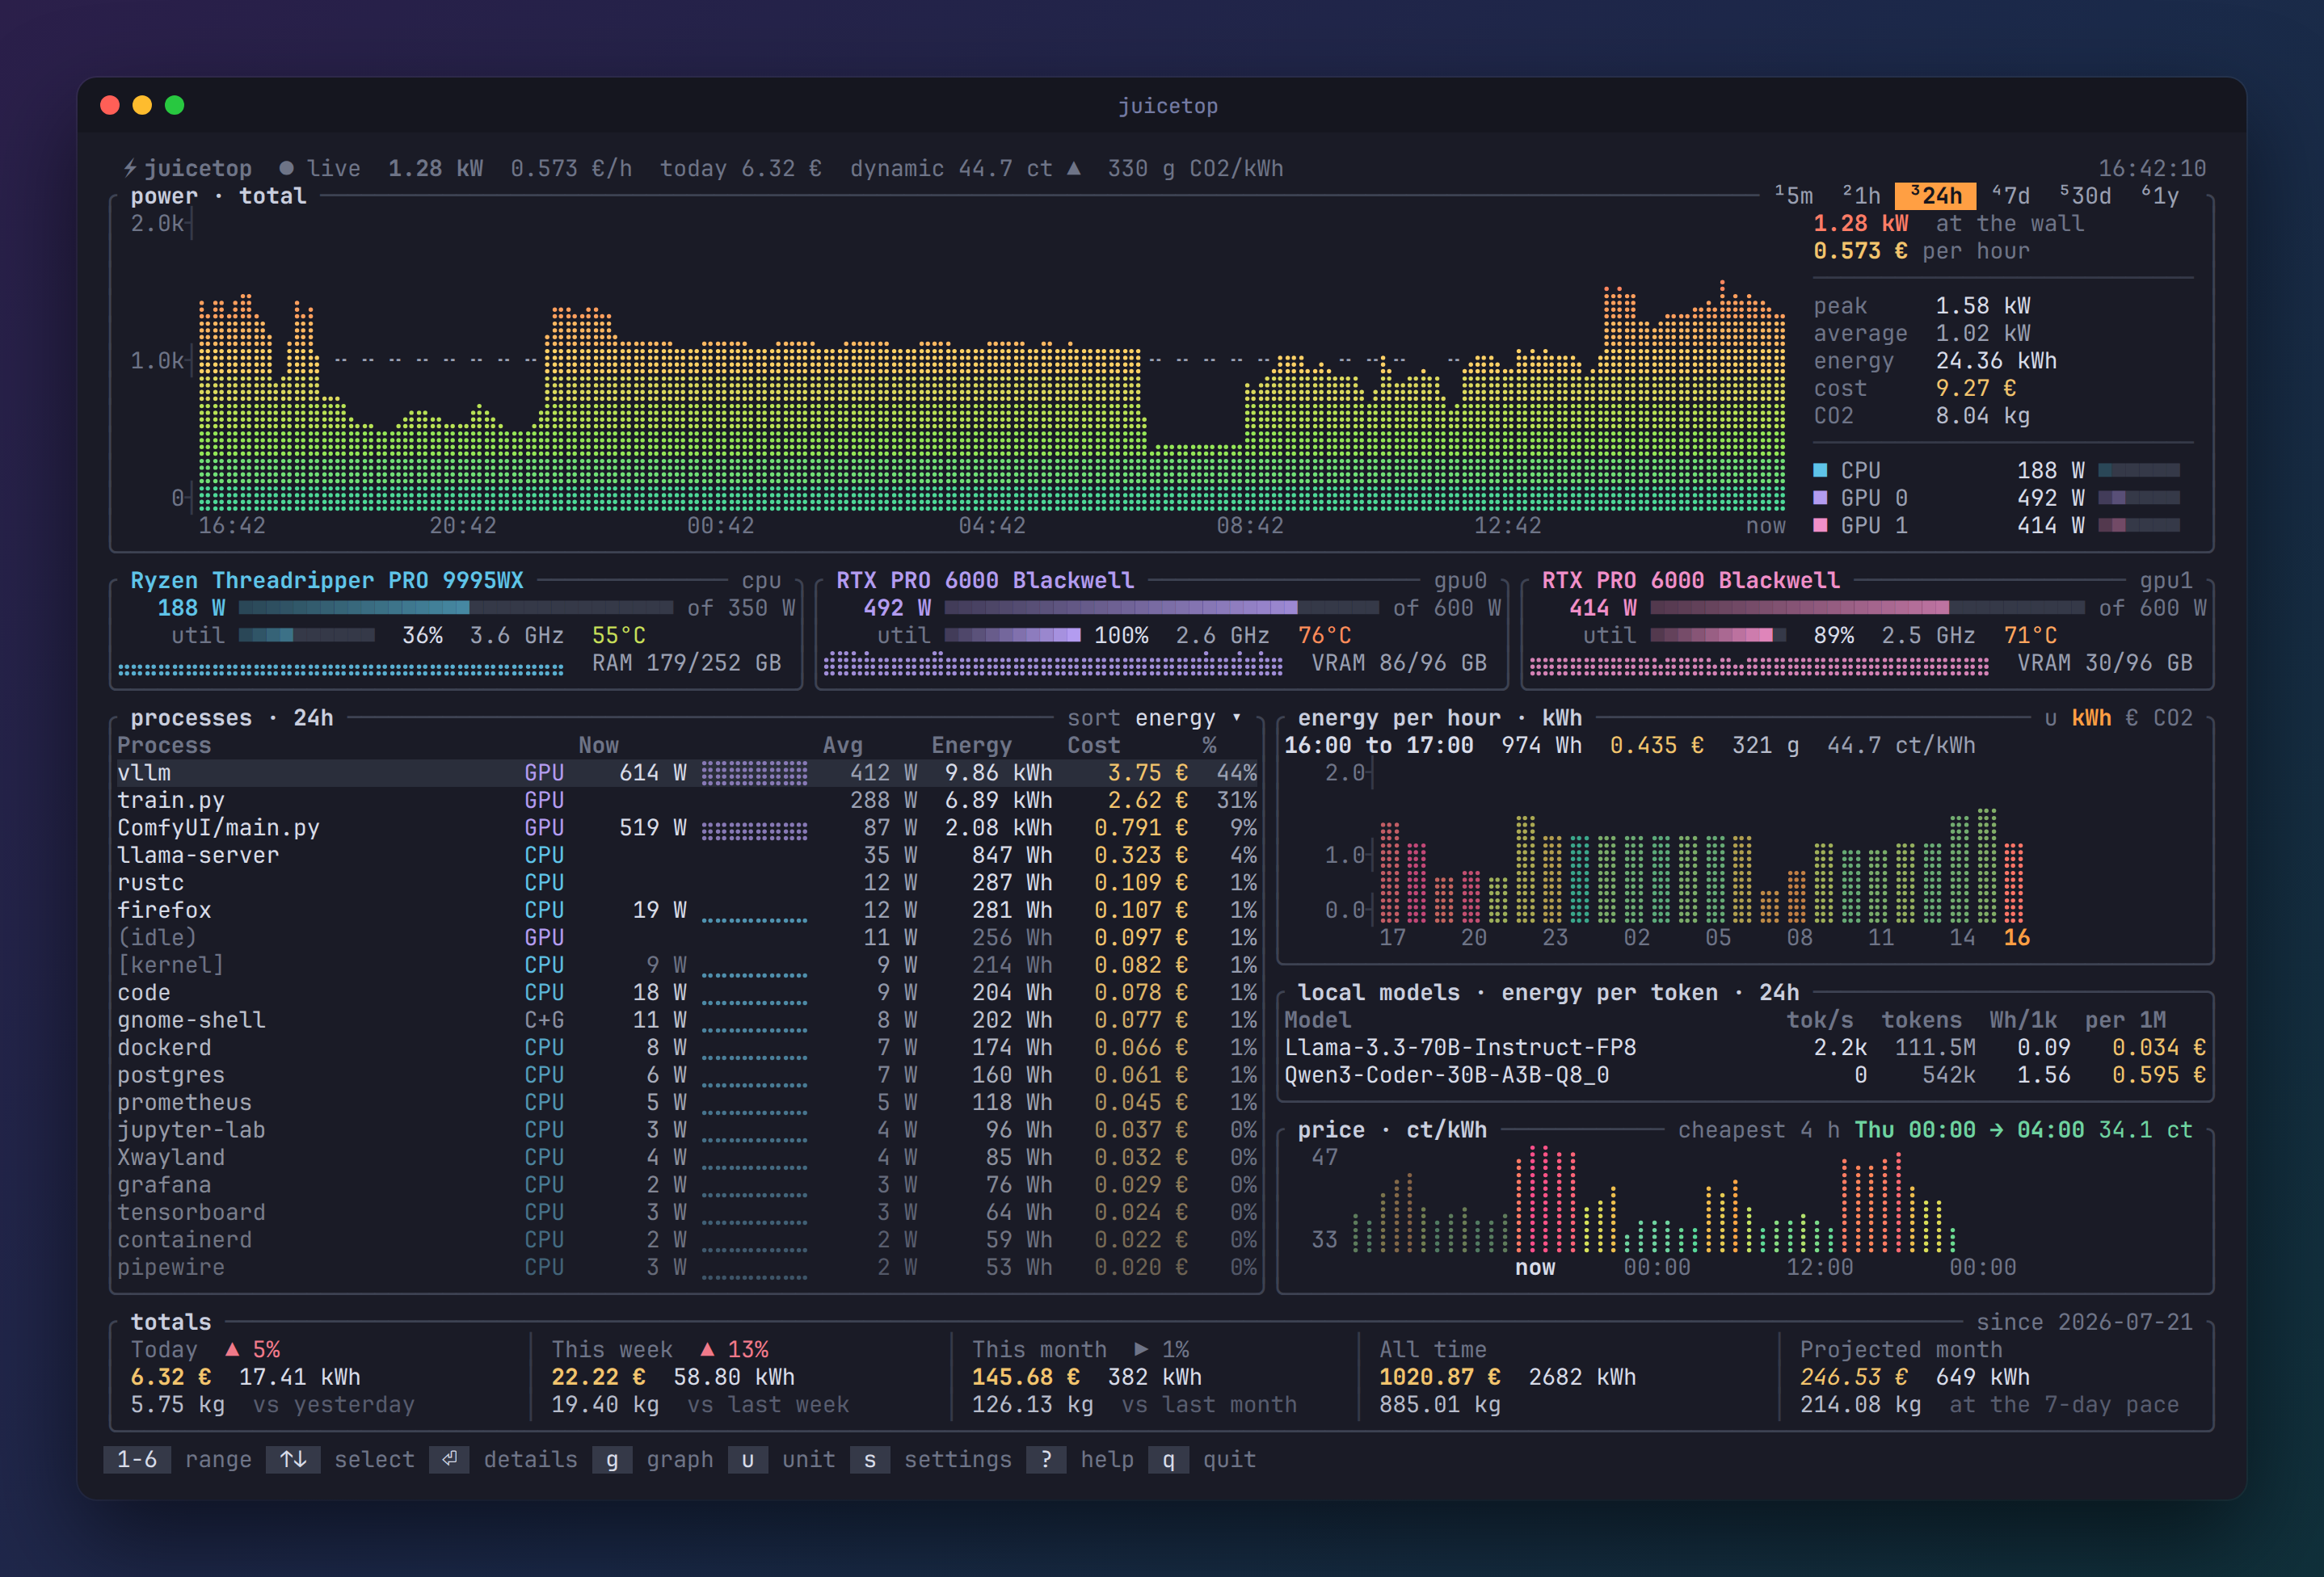 juicetop
⚡juicetop ● live 1.28 kW 0.573 €/h today 6.32 € dynamic 44.7 ct ▲ 330 g CO2/kWh 16:42:10
power · total ¹5m ²1h ³24h ⁴7d ⁵30d ⁶1y
2.0k
1.0k
0
16:42 20:42 00:42 04:42 08:42 12:42 now
1.28 kW at the wall
0.573 € per hour
peak 1.58 kW
average 1.02 kW
energy 24.36 kWh
cost 9.27 €
CO2 8.04 kg
CPU 188 W
GPU 0 492 W
GPU 1 414 W
Ryzen Threadripper PRO 9995WX cpu
188 W of 350 W
util 36% 3.6 GHz 55°C
RAM 179/252 GB
RTX PRO 6000 Blackwell gpu0
492 W of 600 W
util 100% 2.6 GHz 76°C
VRAM 86/96 GB
RTX PRO 6000 Blackwell gpu1
414 W of 600 W
util 89% 2.5 GHz 71°C
VRAM 30/96 GB
processes · 24h sort energy ▾
Process Now Avg Energy Cost %
vllm GPU 614 W 412 W 9.86 kWh 3.75 € 44%
train.py GPU 288 W 6.89 kWh 2.62 € 31%
ComfyUI/main.py GPU 519 W 87 W 2.08 kWh 0.791 € 9%
llama-server CPU 35 W 847 Wh 0.323 € 4%
rustc CPU 12 W 287 Wh 0.109 € 1%
firefox CPU 19 W 12 W 281 Wh 0.107 € 1%
(idle) GPU 11 W 256 Wh 0.097 € 1%
[kernel] CPU 9 W 9 W 214 Wh 0.082 € 1%
code CPU 18 W 9 W 204 Wh 0.078 € 1%
gnome-shell C+G 11 W 8 W 202 Wh 0.077 € 1%
dockerd CPU 8 W 7 W 174 Wh 0.066 € 1%
postgres CPU 6 W 7 W 160 Wh 0.061 € 1%
prometheus CPU 5 W 5 W 118 Wh 0.045 € 1%
jupyter-lab CPU 3 W 4 W 96 Wh 0.037 € 0%
Xwayland CPU 4 W 4 W 85 Wh 0.032 € 0%
grafana CPU 2 W 3 W 76 Wh 0.029 € 0%
tensorboard CPU 3 W 3 W 64 Wh 0.024 € 0%
containerd CPU 2 W 2 W 59 Wh 0.022 € 0%
pipewire CPU 3 W 2 W 53 Wh 0.020 € 0%
energy per hour · kWh u kWh € CO2
16:00 to 17:00 974 Wh 0.435 € 321 g 44.7 ct/kWh
2.0
1.0
0.0
17 20 23 02 05 08 11 14 16
local models · energy per token · 24h
Model tok/s tokens Wh/1k per 1M
Llama-3.3-70B-Instruct-FP8 2.2k 111.5M 0.09 0.034 €
Qwen3-Coder-30B-A3B-Q8_0 0 542k 1.56 0.595 €
price · ct/kWh cheapest 4 h Thu 00:00 → 04:00 34.1 ct
47
33
now 00:00 12:00 00:00
totals since 2026-07-21
Today ▲ 5%
6.32 € 17.41 kWh
5.75 kg vs yesterday
This week ▲ 13%
22.22 € 58.80 kWh
19.40 kg vs last week
This month ▶ 1%
145.68 € 382 kWh
126.13 kg vs last month
All time
1020.87 € 2682 kWh
885.01 kg
Projected month
246.53 € 649 kWh
214.08 kg at the 7-day pace
1-6 range ↑↓ select ⏎ details g graph u unit s settings ? help q quit